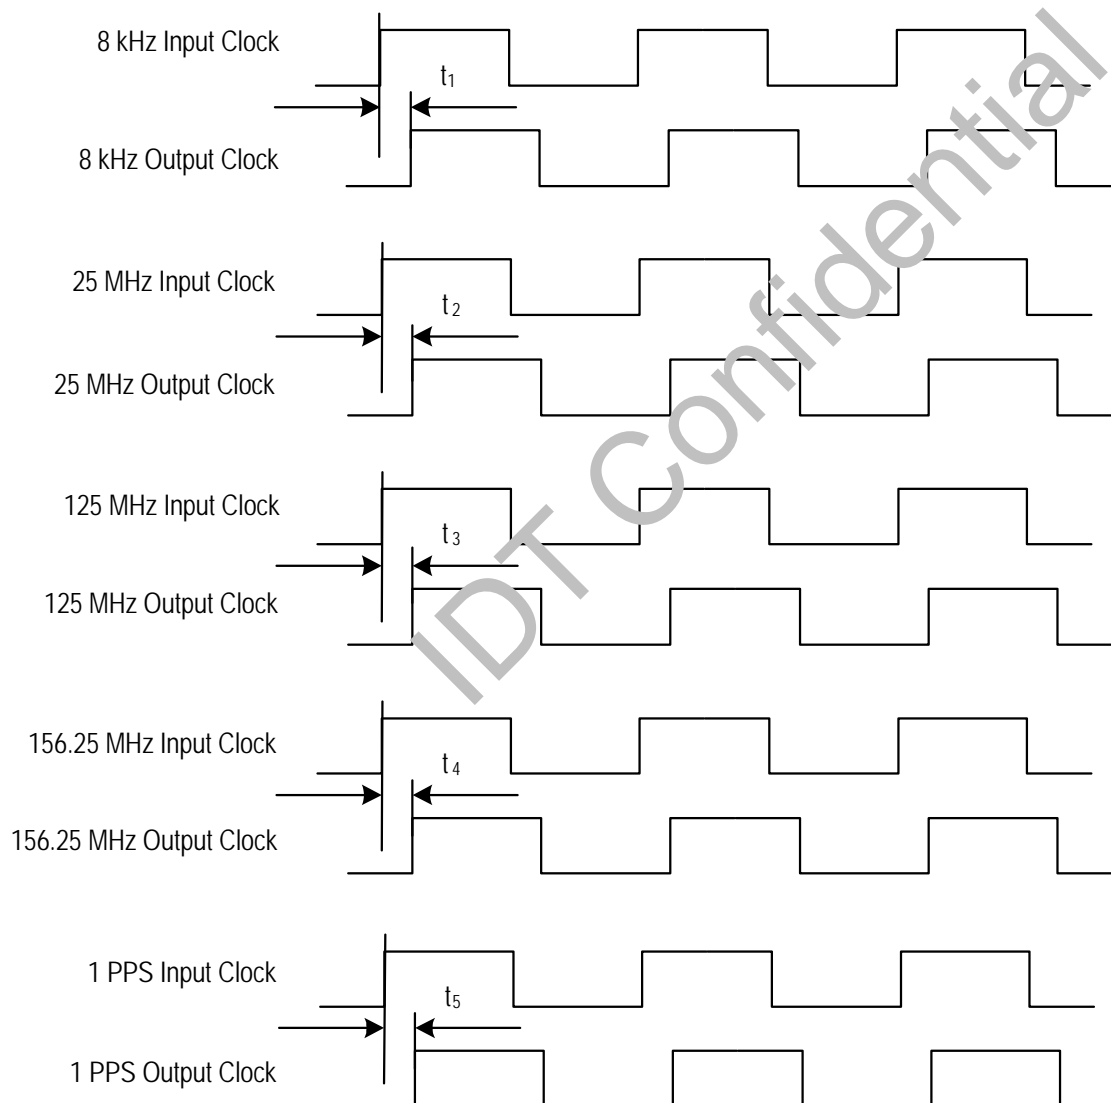 8 kHz Input Clock
t1
8 kHz Output Clock
25 MHz Input Clock
t2
25 MHz Output Clock
125 MHz Input Clock
t3
125 MHz Output Clock
156.25 MHz Input Clock
t4
156.25 MHz Output Clock
1 PPS Input Clock
t5
1 PPS Output Clock
IDT Confidential